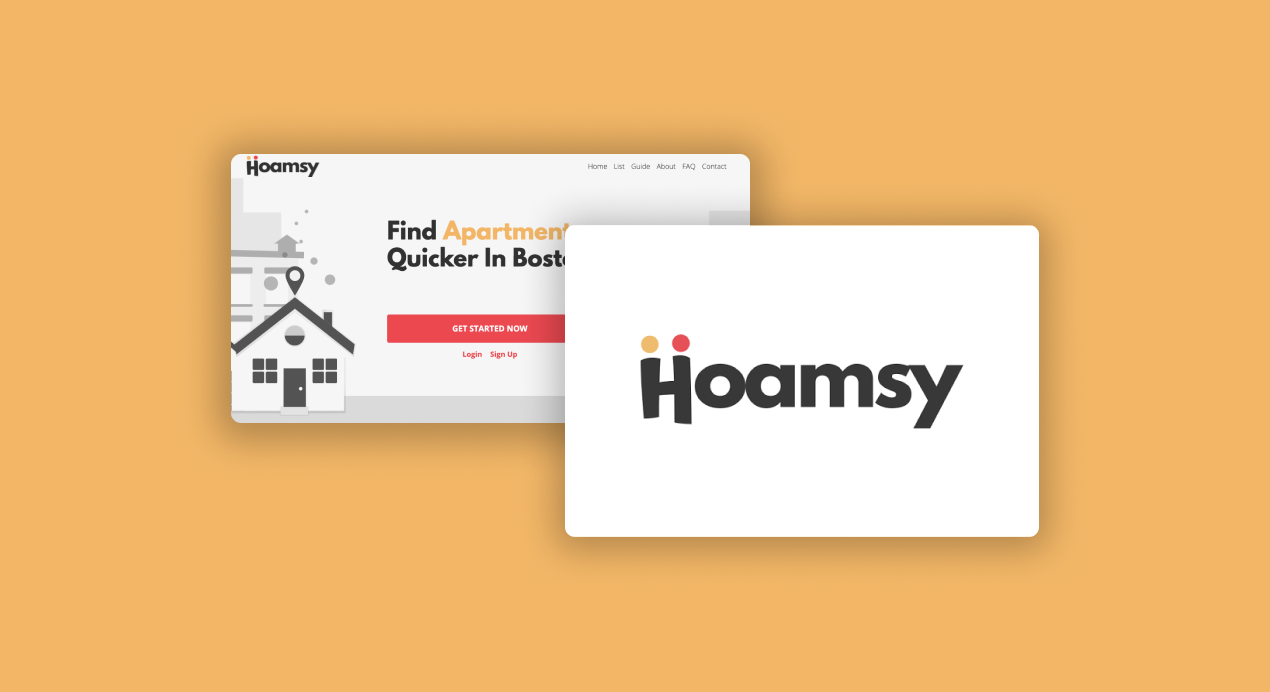 Hoamsy
Home List Guide About FAQ Contact
Find Apartment
Quicker In Bost
GET STARTED NOW
Login Sign Up
Hoamsy